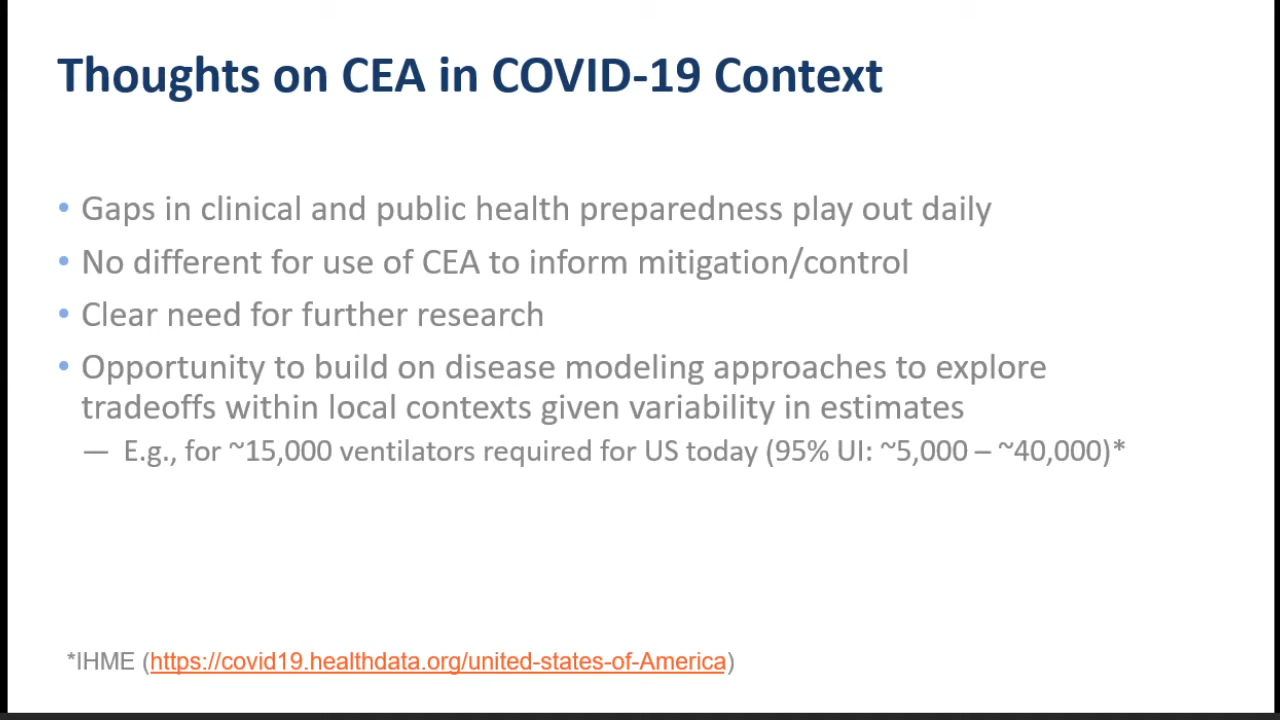 Thoughts on CEA in COVID-19 Context
• Gaps in clinical and public health preparedness play out daily
• No different for use of CEA to inform mitigation/control
• Clear need for further research
• Opportunity to build on disease modeling approaches to explore
tradeoffs within local contexts given variability in estimates
— E.g., for ~15,000 ventilators required for US today (95% UI: ~5,000 – ~40,000)*
*IHME (https://covid19.healthdata.org/united-states-of-America)